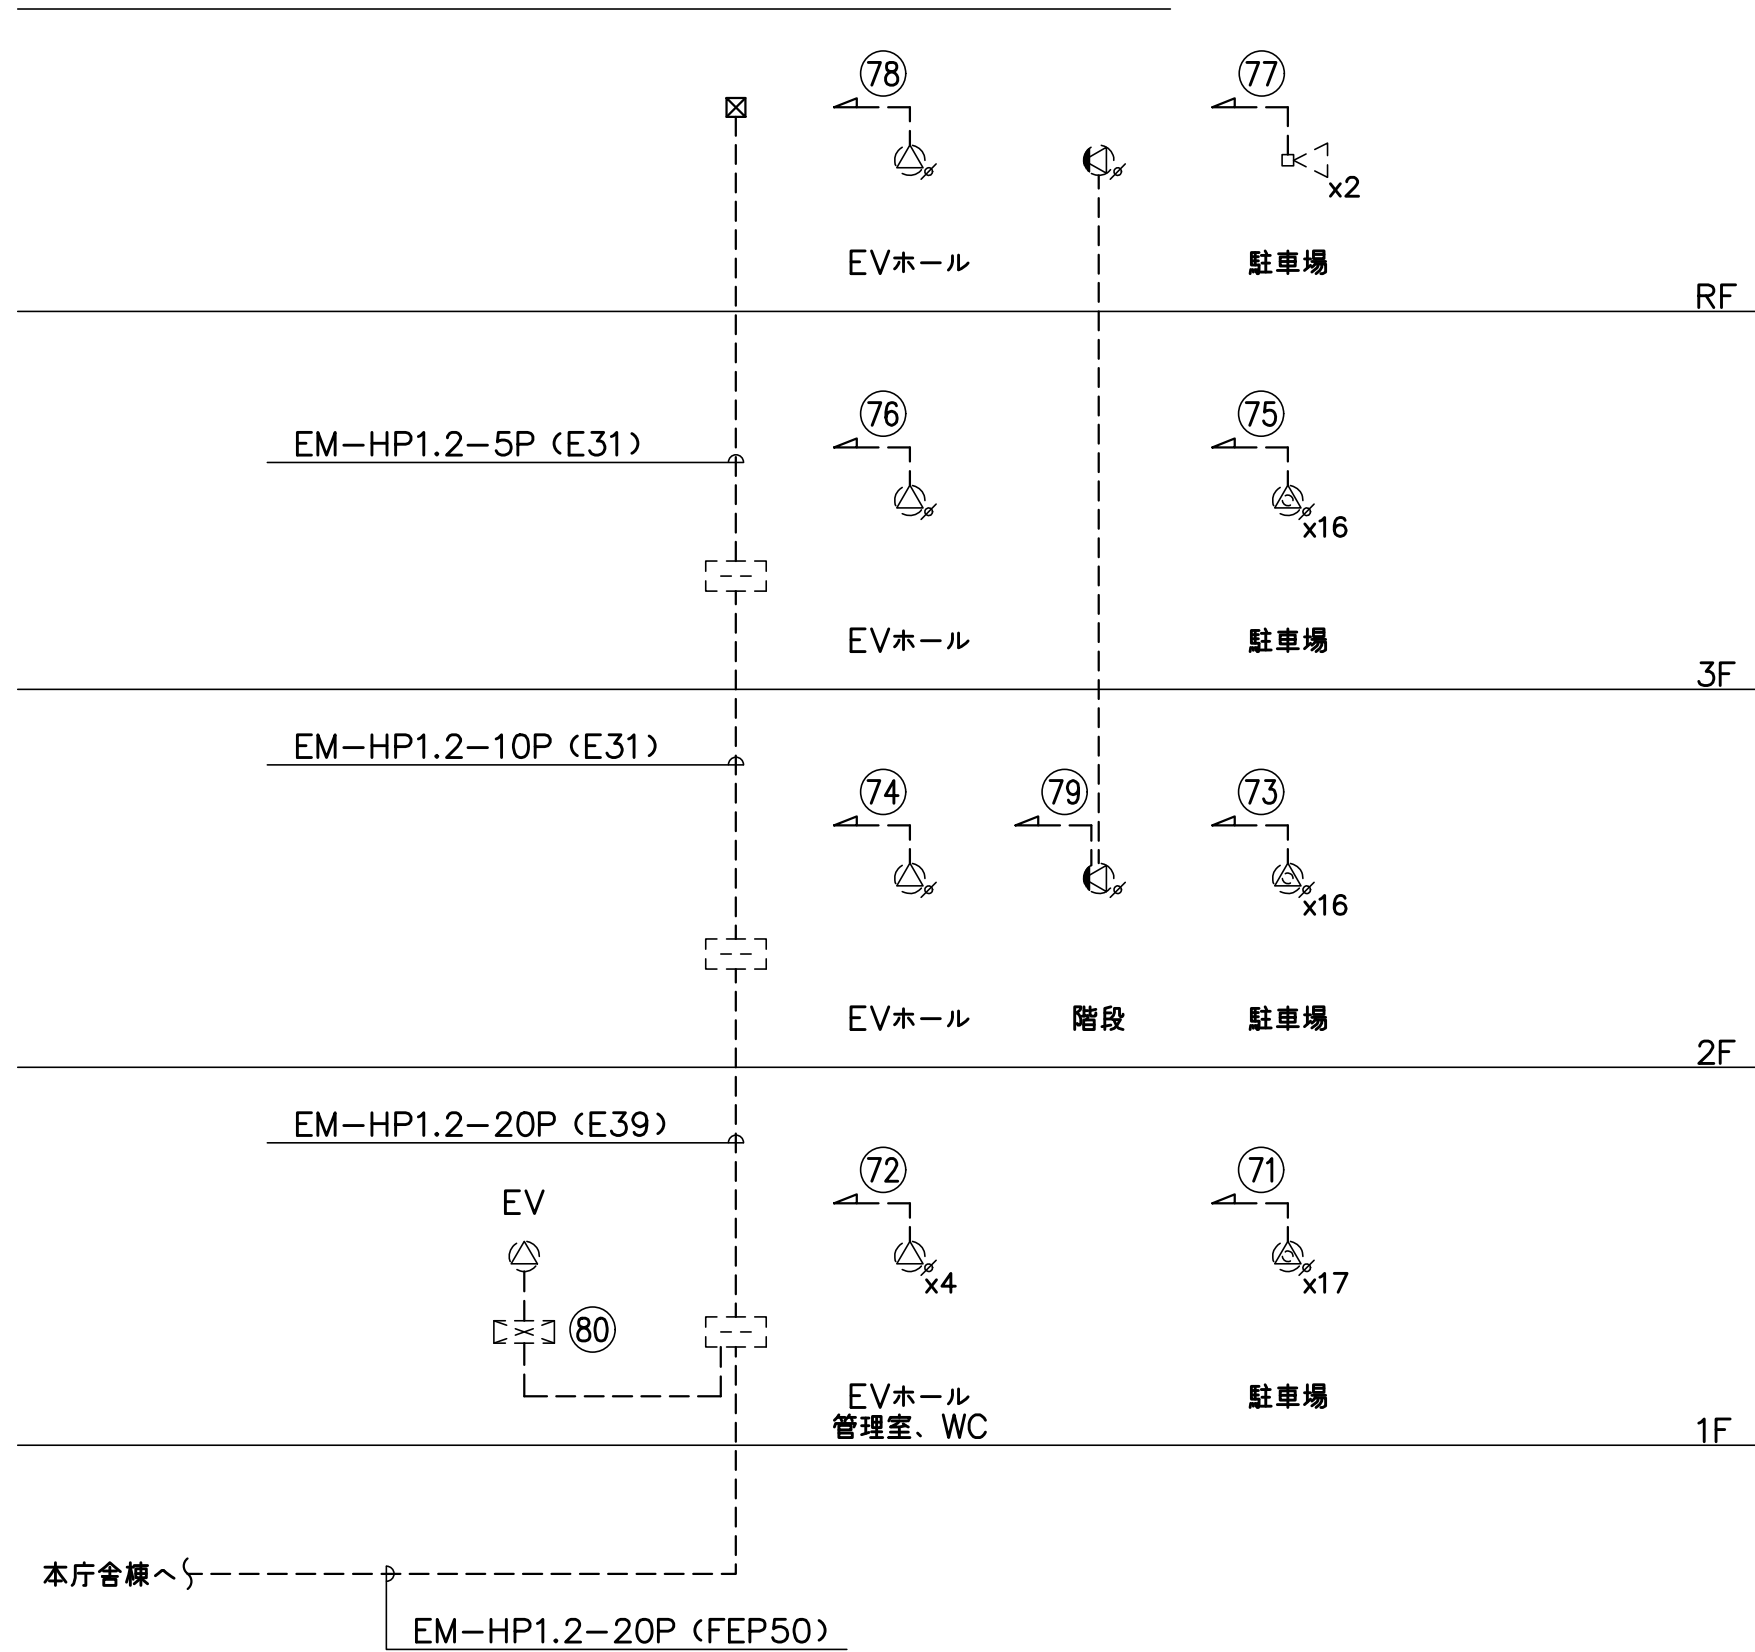 78
77
x2
EVホール
駐車場
RF
76
75
EM-HP1.2-5P (E31)
x16
EVホール
駐車場
3F
EM-HP1.2-10P (E31)
74
79
73
x16
EVホール
階段
駐車場
2F
EM-HP1.2-20P (E39)
72
71
EV
x4
x17
80
EVホール
駐車場
管理室、WC
1F
本庁舎棟へ
EM-HP1.2-20P (FEP50)